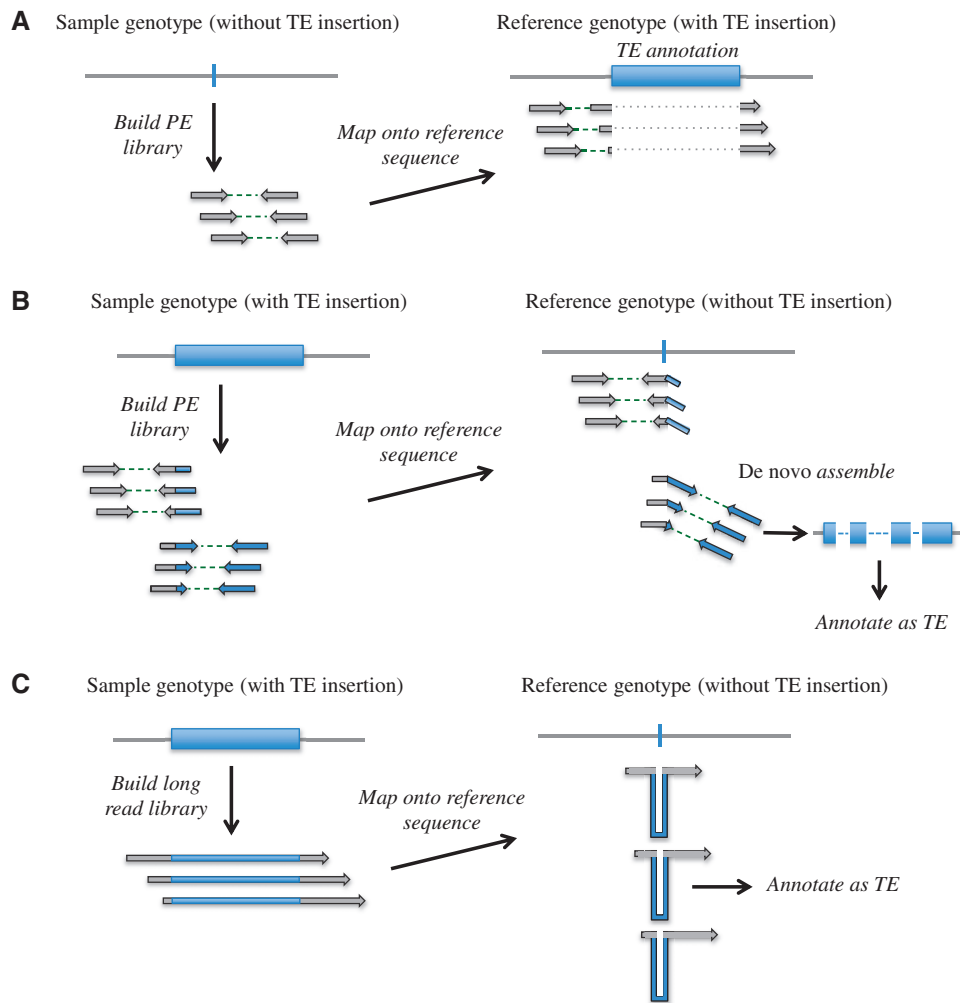 A
Sample genotype (without TE insertion)
Reference genotype (with TE insertion)
TE annotation
Build PE
library
Map onto reference
sequence
B
Sample genotype (with TE insertion)
Reference genotype (without TE insertion)
Build PE
library
Map onto reference
sequence
De novo assemble
Annotate as TE
C
Sample genotype (with TE insertion)
Reference genotype (without TE insertion)
Build long
read library
Map onto reference
sequence
Annotate as TE